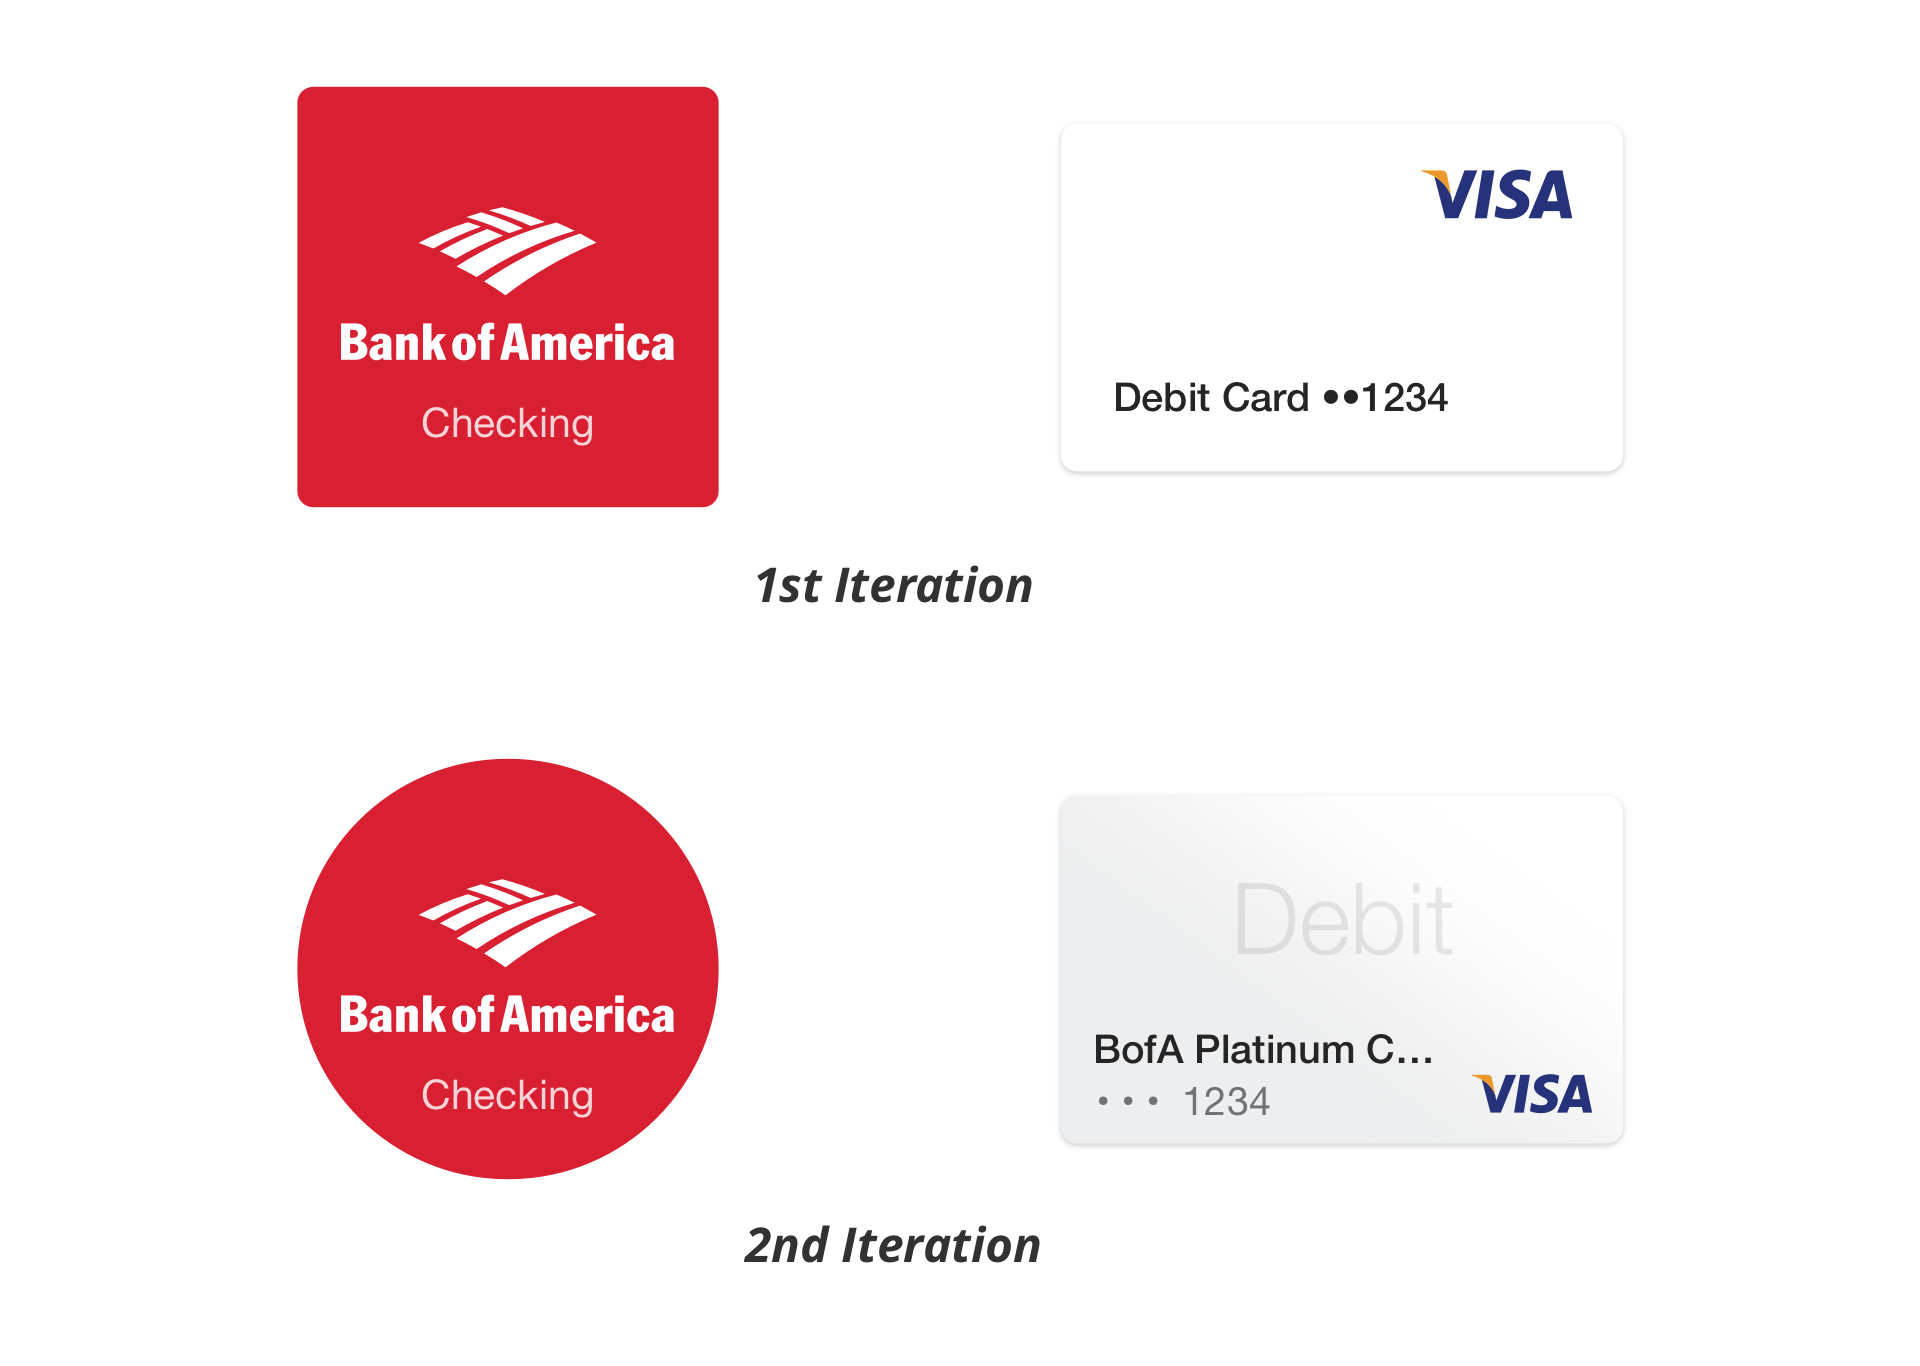 Bank of America
Checking
VISA
Debit Card ••1234
1st Iteration
Bank of America
Checking
Debit
BofA Platinum C...
• • • 1234
VISA
2nd Iteration